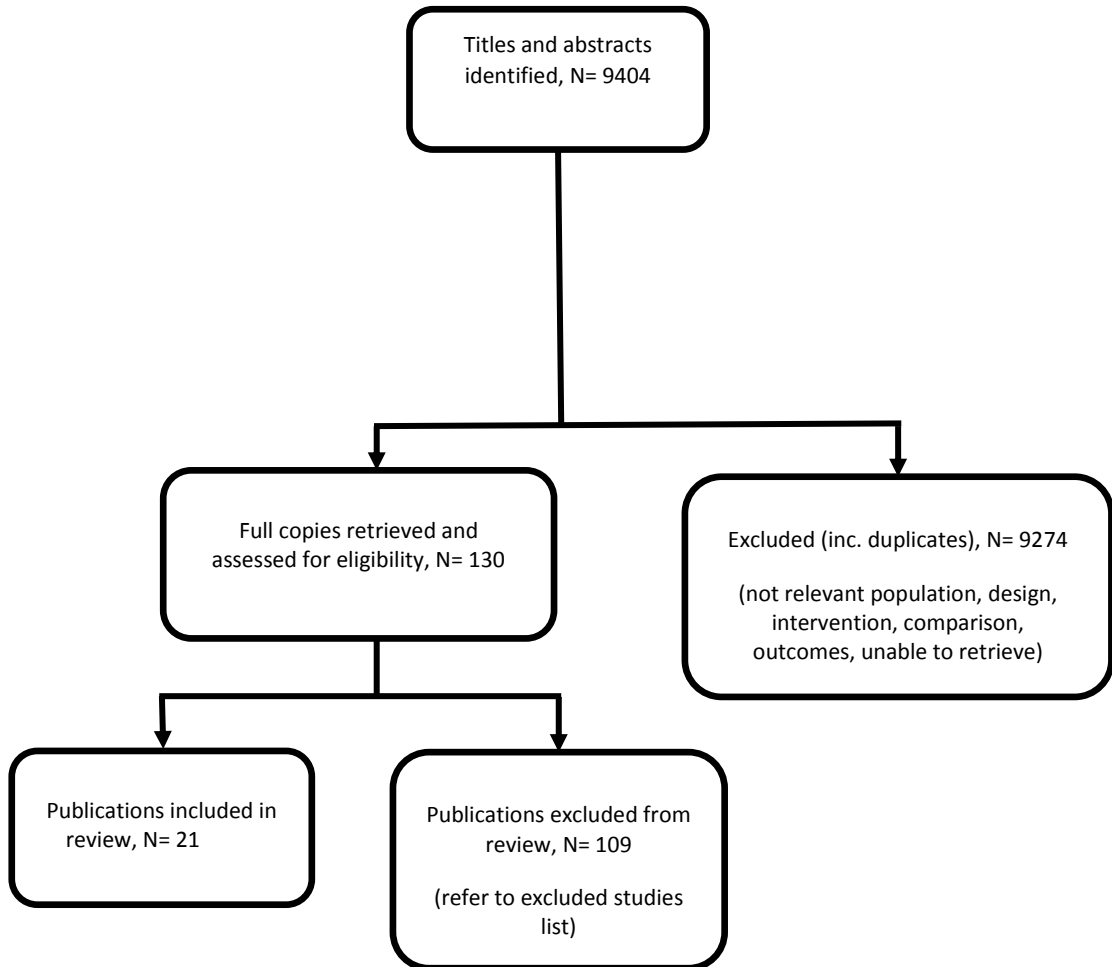 Titles and abstracts
identified, N= 9404
Full copies retrieved and
assessed for eligibility, N= 130
Excluded (inc. duplicates), N= 9274
(not relevant population, design,
intervention, comparison,
outcomes, unable to retrieve)
Publications included in
review, N= 21
Publications excluded from
review, N= 109
(refer to excluded studies
list)